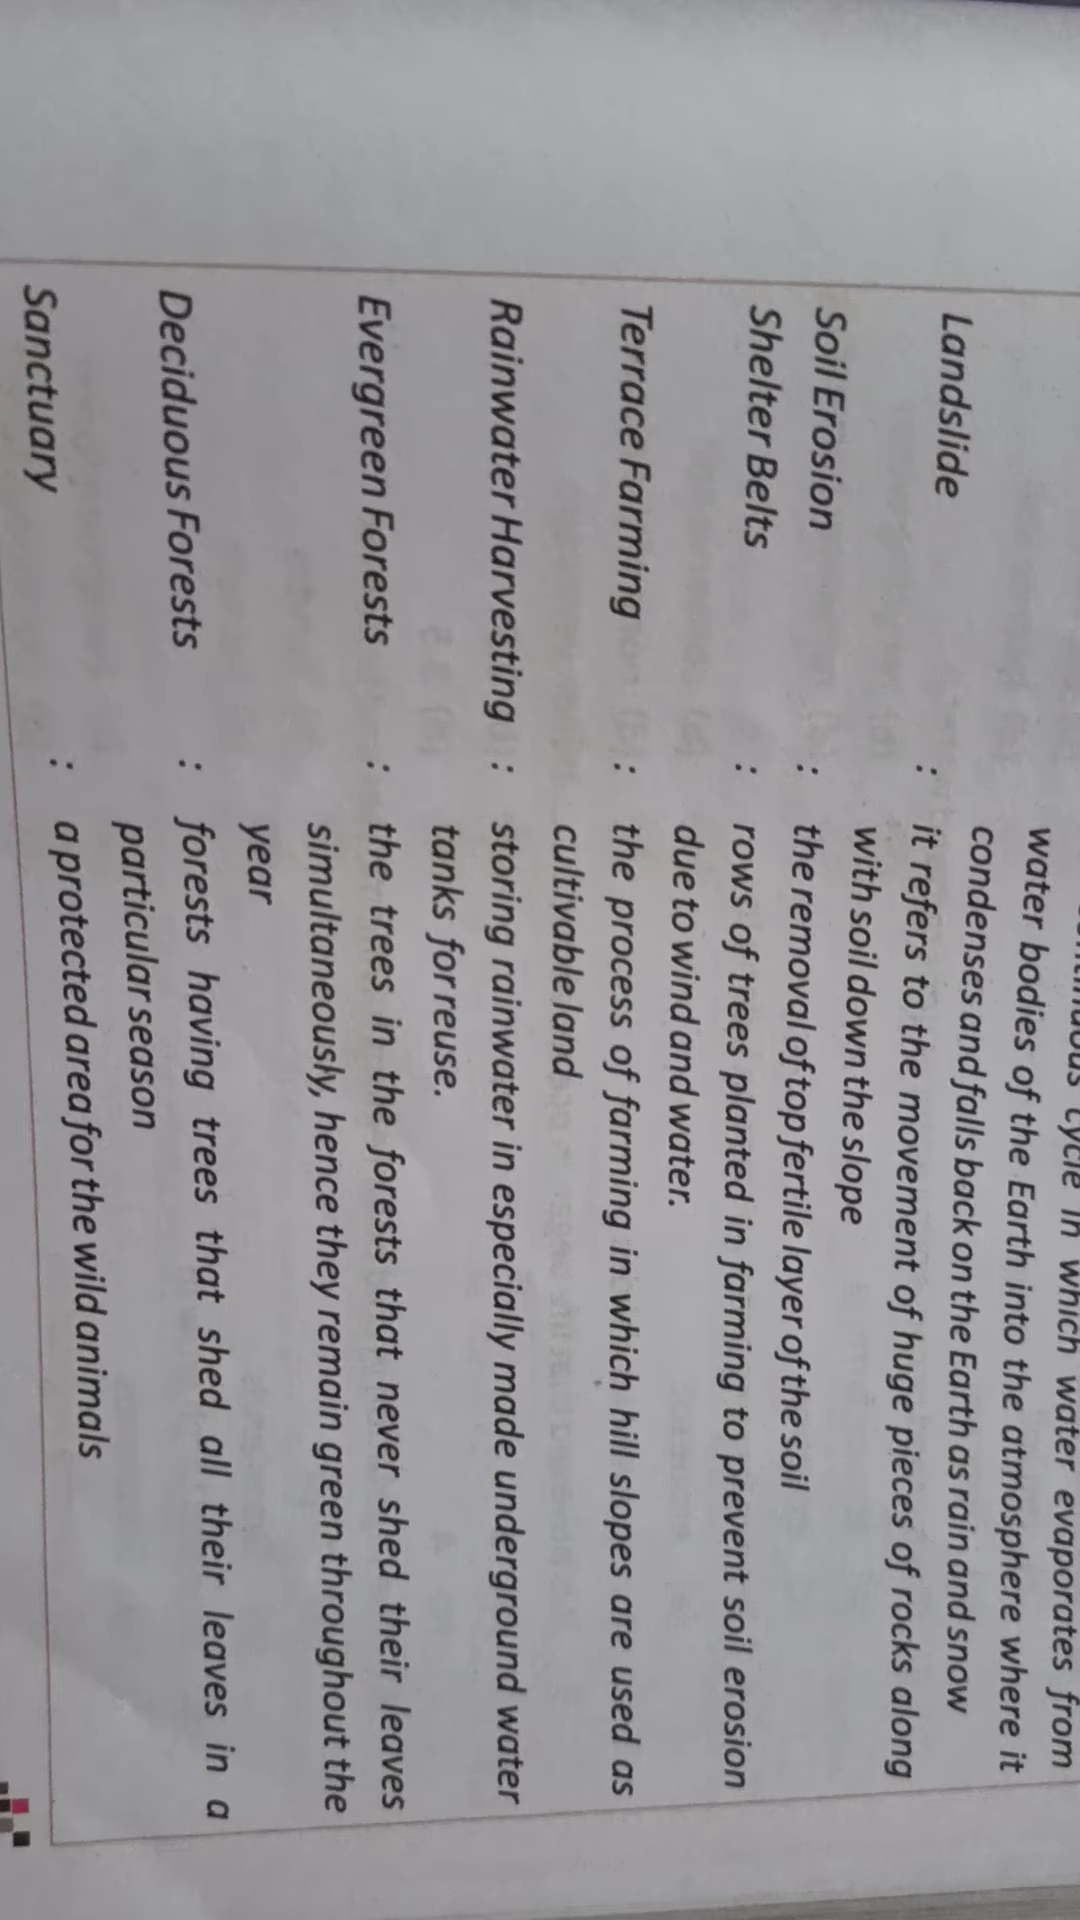 cycle in which water evaporates from
water bodies of the Earth into the atmosphere where it
condenses and falls back on the Earth as rain and snow
Landslide : it refers to the movement of huge pieces of rocks along
with soil down the slope
Soil Erosion : the removal of top fertile layer of the soil
Shelter Belts : rows of trees planted in farming to prevent soil erosion
due to wind and water.
Terrace Farming : the process of farming in which hill slopes are used as
cultivable land
Rainwater Harvesting : storing rainwater in especially made underground water
tanks for reuse.
Evergreen Forests : the trees in the forests that never shed their leaves
simultaneously, hence they remain green throughout the
year
Deciduous Forests : forests having trees that shed all their leaves in a
particular season
Sanctuary : a protected area for the wild animals